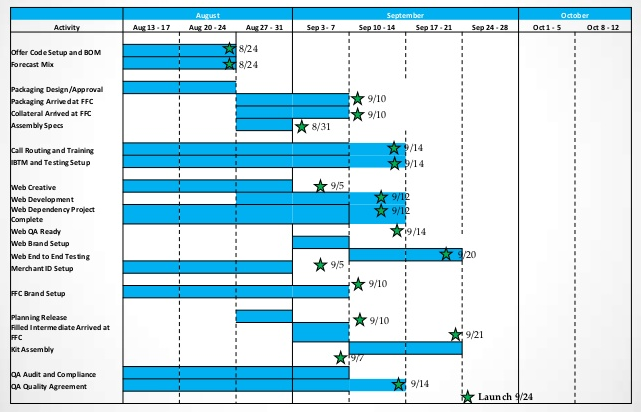 August September October
Activity Aug 13 - 17 Aug 20 - 24 Aug 27 - 31 Sep 3 - 7 Sep 10 - 14 Sep 17 - 21 Sep 24 - 28 Oct 1 - 5 Oct 8 - 12
Offer Code Setup and BOM 8/24
Forecast Mix 8/24
Packaging Design/Approval
Packaging Arrived at FFC 9/10
Collateral Arrived at FFC 9/10
Assembly Specs 8/31
Call Routing and Training 9/14
IBTM and Testing Setup 9/14
Web Creative 9/5
Web Development 9/12
Web Dependency Project
Complete 9/12
Web QA Ready 9/14
Web Brand Setup
Web End to End Testing 9/20
Merchant ID Setup 9/5
FFC Brand Setup 9/10
Planning Release 9/10
Filled Intermediate Arrived at
FFC 9/21
Kit Assembly
9/7
QA Audit and Compliance
QA Quality Agreement 9/14
Launch 9/24